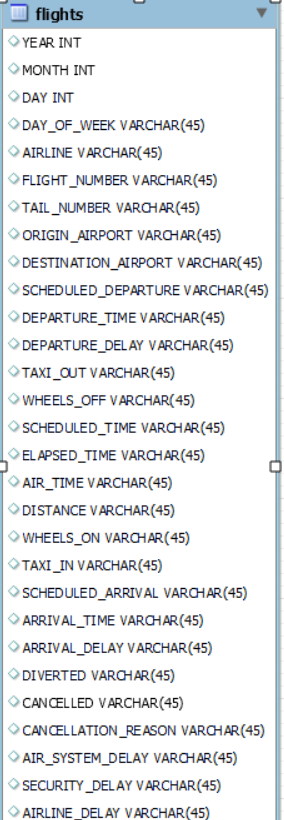 flights
YEAR INT
MONTH INT
DAY INT
DAY_OF_WEEK VARCHAR(45)
AIRLINE VARCHAR(45)
FLIGHT_NUMBER VARCHAR(45)
TAIL_NUMBER VARCHAR(45)
ORIGIN_AIRPORT VARCHAR(45)
DESTINATION_AIRPORT VARCHAR(45)
SCHEDULED_DEPARTURE VARCHAR(45)
DEPARTURE_TIME VARCHAR(45)
DEPARTURE_DELAY VARCHAR(45)
TAXI_OUT VARCHAR(45)
WHEELS_OFF VARCHAR(45)
SCHEDULED_TIME VARCHAR(45)
ELAPSED_TIME VARCHAR(45)
AIR_TIME VARCHAR(45)
DISTANCE VARCHAR(45)
WHEELS_ON VARCHAR(45)
TAXI_IN VARCHAR(45)
SCHEDULED_ARRIVAL VARCHAR(45)
ARRIVAL_TIME VARCHAR(45)
ARRIVAL_DELAY VARCHAR(45)
DIVERTED VARCHAR(45)
CANCELLED VARCHAR(45)
CANCELLATION_REASON VARCHAR(45)
AIR_SYSTEM_DELAY VARCHAR(45)
SECURITY_DELAY VARCHAR(45)
AIRLINE_DELAY VARCHAR(45)